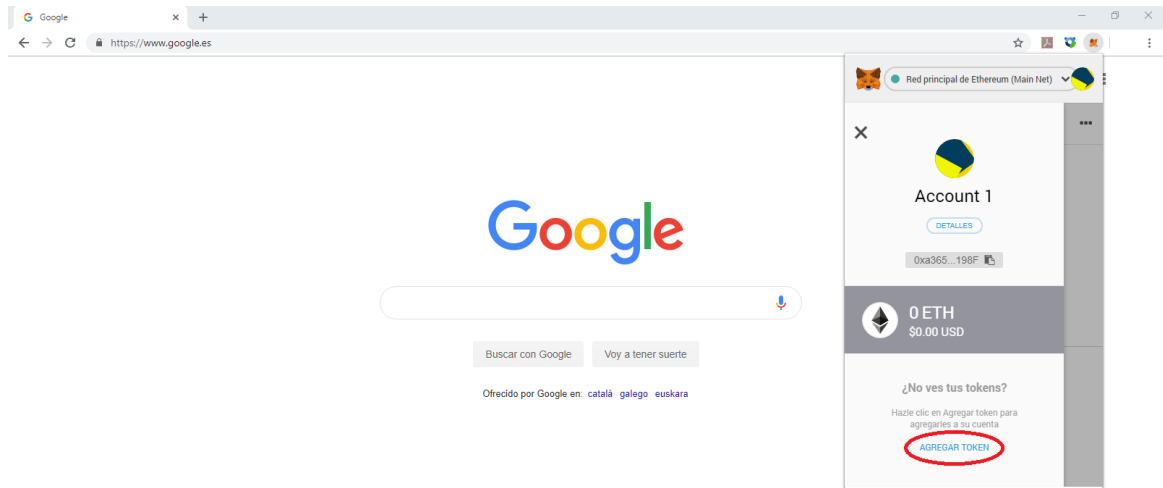 Google
https://www.google.es
Red principal de Ethereum (Main Net)
Account 1
DETALLES
0xa365...198F
0 ETH
$0.00 USD
¿No ves tus tokens?
Hazle clic en Agregar token para
agregarles a su cuenta
AGREGAR TOKEN
Google
Buscar con Google
Voy a tener suerte
Ofrecido por Google en: català galego euskara